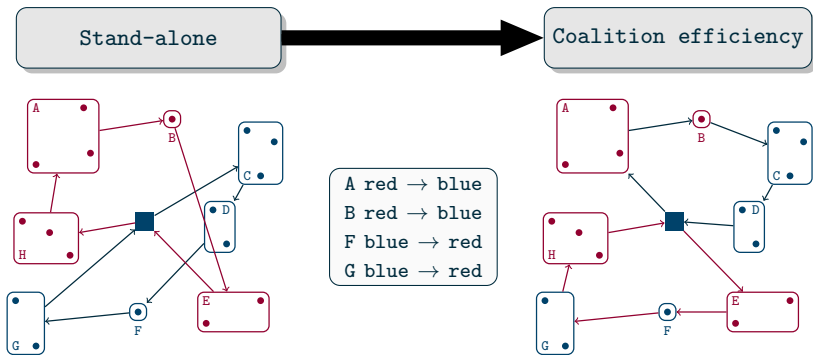 Stand-alone
Coalition efficiency
A
B
C
D
H
E
G
F
A red → blue
B red → blue
F blue → red
G blue → red
A
B
C
D
H
E
G
F